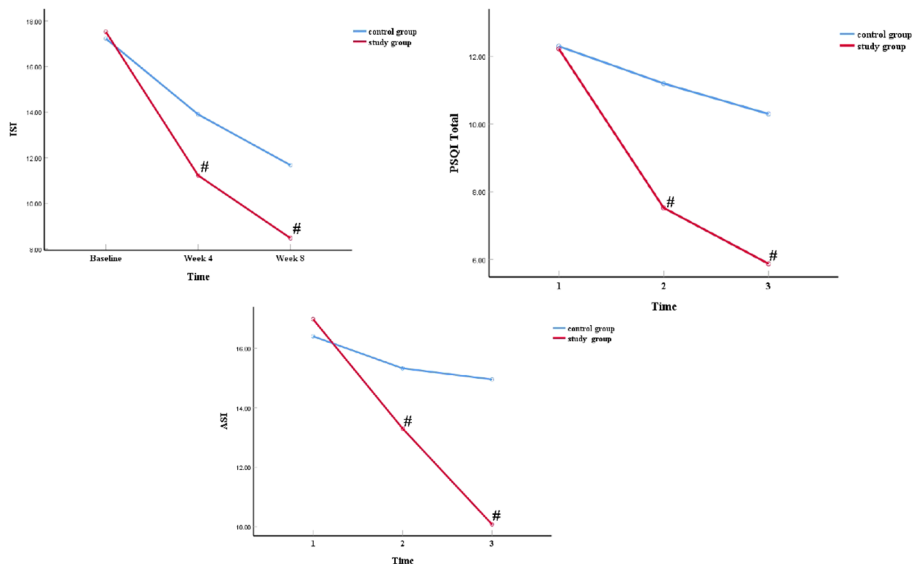 18.00
16.00
14.00
12.00
10.00
8.00
ISI
#
#
Baseline
Week 4
Week 8
Time
control group
study group
12.00
10.00
8.00
6.00
PSQI Total
#
#
1
2
3
Time
control group
study group
16.00
14.00
12.00
10.00
ASI
#
#
1
2
3
Time
control group
study group